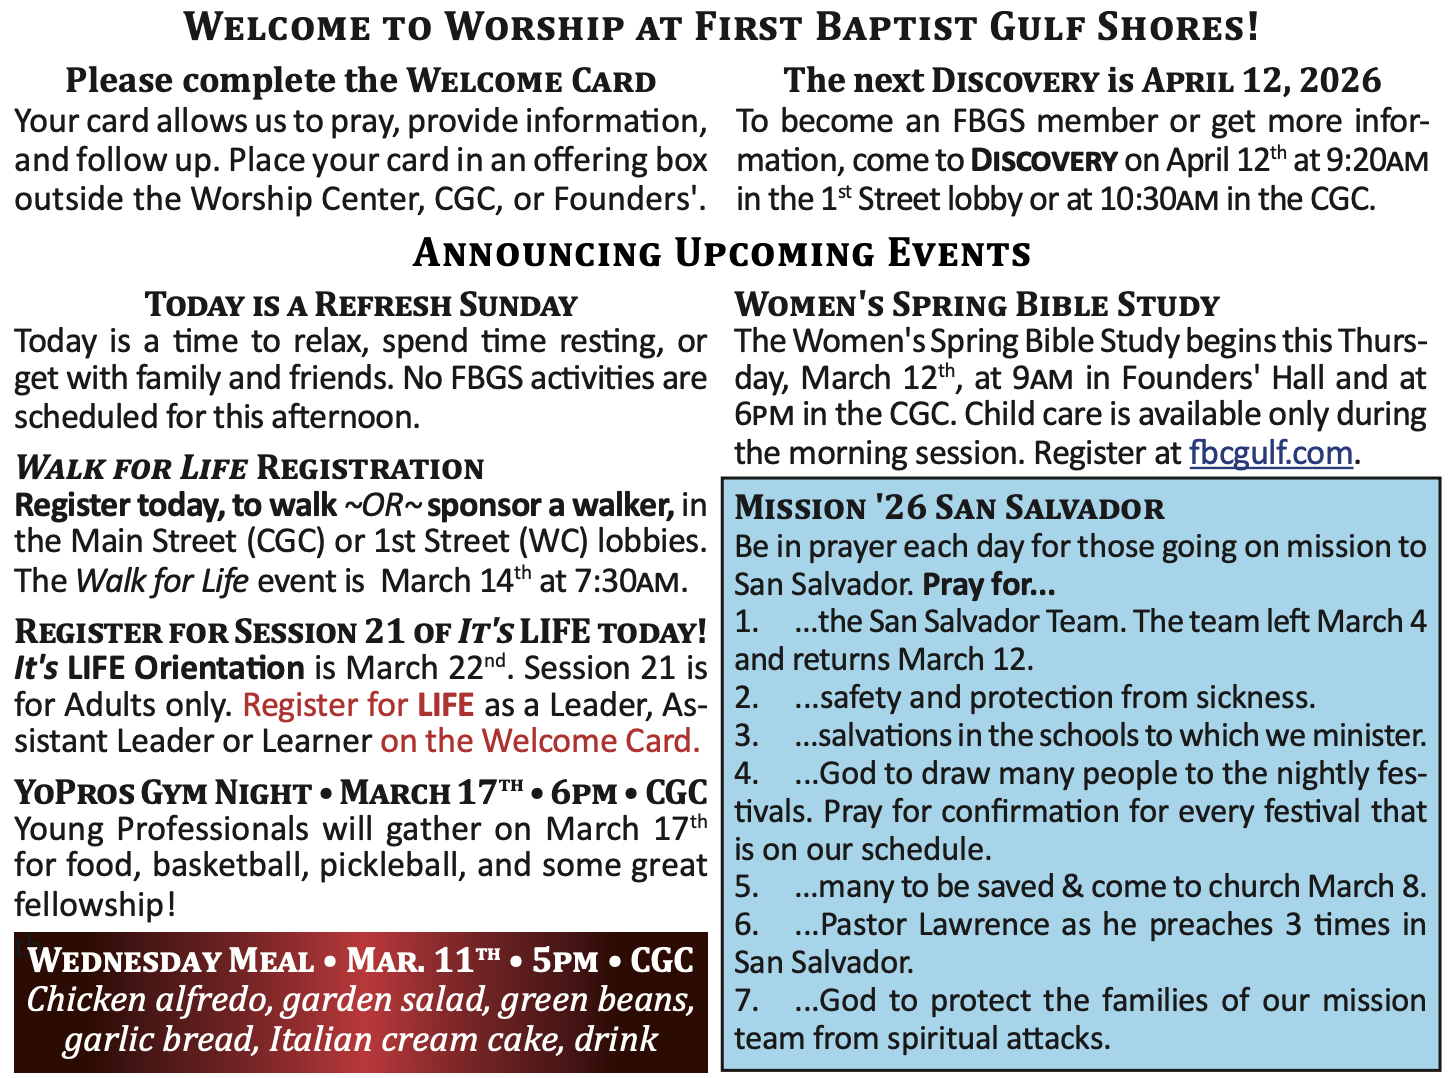 WELCOME TO WORSHIP AT FIRST BAPTIST GULF SHORES!
Please complete the WELCOME CARD
Your card allows us to pray, provide information,
and follow up. Place your card in an offering box
outside the Worship Center, CGC, or Founders'.
The next DISCOVERY is APRIL 12, 2026
To become an FBGS member or get more infor-
mation, come to DISCOVERY on April 12th at 9:20AM
in the 1st Street lobby or at 10:30AM in the CGC.
ANNOUNCING UPCOMING EVENTS
TODAY IS A REFRESH SUNDAY
Today is a time to relax, spend time resting, or
get with family and friends. No FBGS activities are
scheduled for this afternoon.
WALK FOR LIFE REGISTRATION
Register today, to walk ~OR~ sponsor a walker, in
the Main Street (CGC) or 1st Street (WC) lobbies.
The Walk for Life event is March 14th at 7:30AM.
REGISTER FOR SESSION 21 OF IT'S LIFE TODAY!
It's LIFE Orientation is March 22nd. Session 21 is
for Adults only. Register for LIFE as a Leader, As-
sistant Leader or Learner on the Welcome Card.
YOPROS GYM NIGHT • MARCH 17TH • 6PM • CGC
Young Professionals will gather on March 17th
for food, basketball, pickleball, and some great
fellowship!
WEDNESDAY MEAL • MAR. 11TH • 5PM • CGC
Chicken alfredo, garden salad, green beans,
garlic bread, Italian cream cake, drink
WOMEN'S SPRING BIBLE STUDY
The Women's Spring Bible Study begins this Thurs-
day, March 12th, at 9AM in Founders' Hall and at
6PM in the CGC. Child care is available only during
the morning session. Register at fbcgulf.com.
MISSION '26 SAN SALVADOR
Be in prayer each day for those going on mission to
San Salvador. Pray for...
1. ...the San Salvador Team. The team left March 4
and returns March 12.
2. ...safety and protection from sickness.
3. ...salvations in the schools to which we minister.
4. ...God to draw many people to the nightly fes-
tivals. Pray for confirmation for every festival that
is on our schedule.
5. ...many to be saved & come to church March 8.
6. ...Pastor Lawrence as he preaches 3 times in
San Salvador.
7. ...God to protect the families of our mission
team from spiritual attacks.